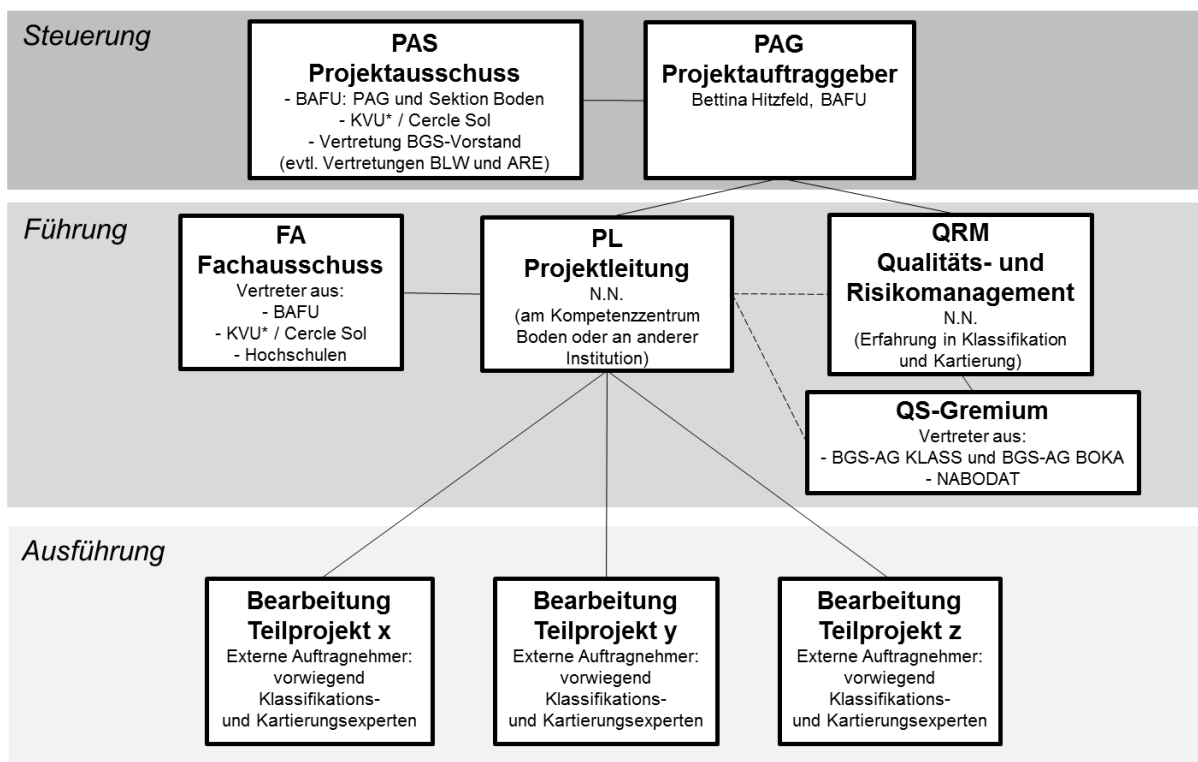 Steuerung
PAS
Projektausschuss
- BAFU: PAG und Sektion Boden
- KVU* / Cercle Sol
- Vertretung BGS-Vorstand
(evtl. Vertretungen BLW und ARE)
PAG
Projektauftraggeber
Bettina Hitzfeld, BAFU
Führung
FA
Fachausschuss
Vertreter aus:
- BAFU
- KVU* / Cercle Sol
- Hochschulen
PL
Projektleitung
N.N.
(am Kompetenzzentrum
Boden oder an anderer
Institution)
QRM
Qualitäts- und
Risikomanagement
N.N.
(Erfahrung in Klassifikation
und Kartierung)
QS-Gremium
Vertreter aus:
- BGS-AG KLASS und BGS-AG BOKA
- NABODAT
Ausführung
Bearbeitung
Teilprojekt x
Externe Auftragnehmer:
vorwiegend
Klassifikations-
und Kartierungsexperten
Bearbeitung
Teilprojekt y
Externe Auftragnehmer:
vorwiegend
Klassifikations-
und Kartierungsexperten
Bearbeitung
Teilprojekt z
Externe Auftragnehmer:
vorwiegend
Klassifikations-
und Kartierungsexperten